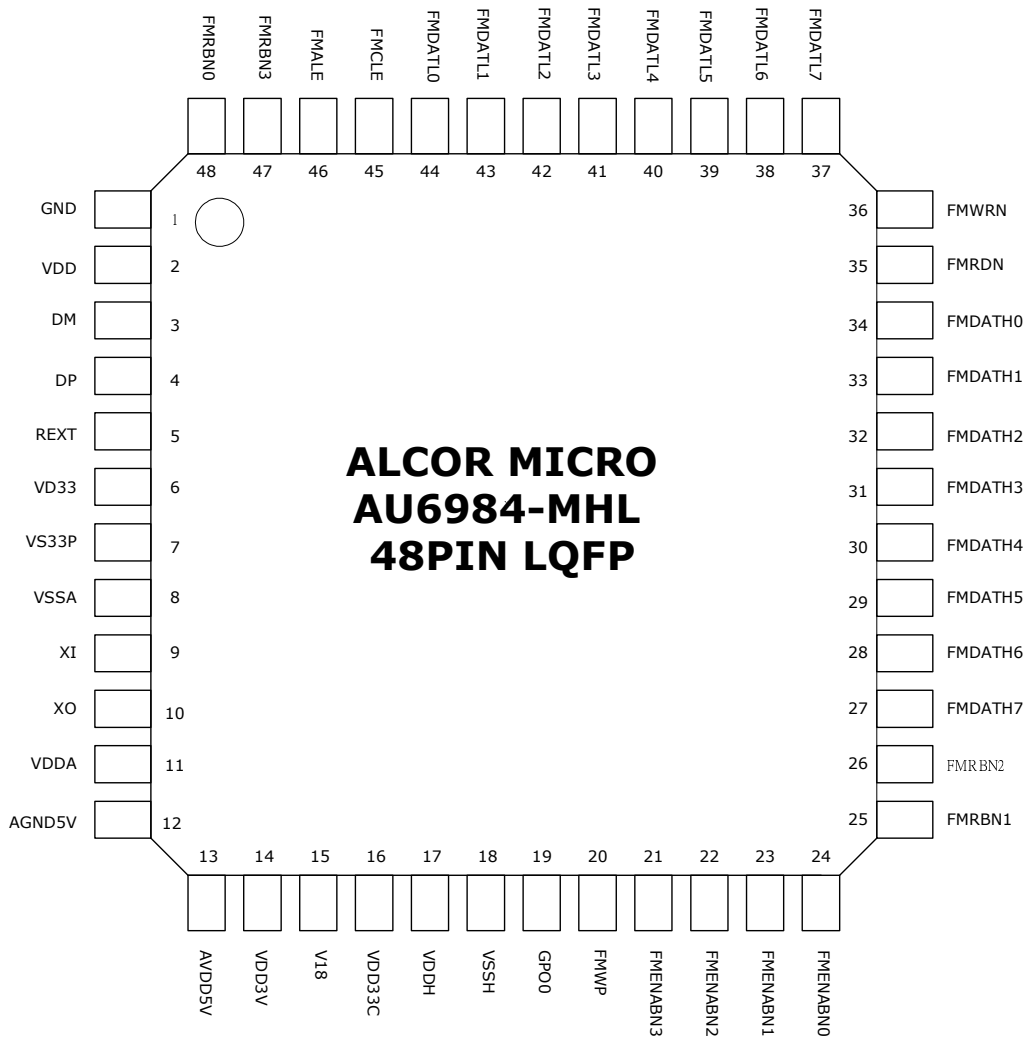 FMRBN0
FMRBN3
FMALE
FMCLE
FMDATL0
FMDATL1
FMDATL2
FMDATL3
FMDATL4
FMDATL5
FMDATL6
FMDATL7
48
47
46
45
44
43
42
41
40
39
38
37
GND
1
VDD
2
DM
3
DP
4
REXT
5
VD33
6
VS33P
7
VSSA
8
XI
9
XO
10
VDDA
11
AGND5V
12
ALCOR MICRO
AU6984-MHL
48PIN LQFP
36
FMWRN
35
FMRDN
34
FMDATH0
33
FMDATH1
32
FMDATH2
31
FMDATH3
30
FMDATH4
29
FMDATH5
28
FMDATH6
27
FMDATH7
26
FMRBN2
25
FMRBN1
13
14
15
16
17
18
19
20
21
22
23
24
AVDD5V
VDD3V
V18
VDD33C
VDDH
VSSH
GPO0
FMWP
FMENABN3
FMENABN2
FMENABN1
FMENABN0